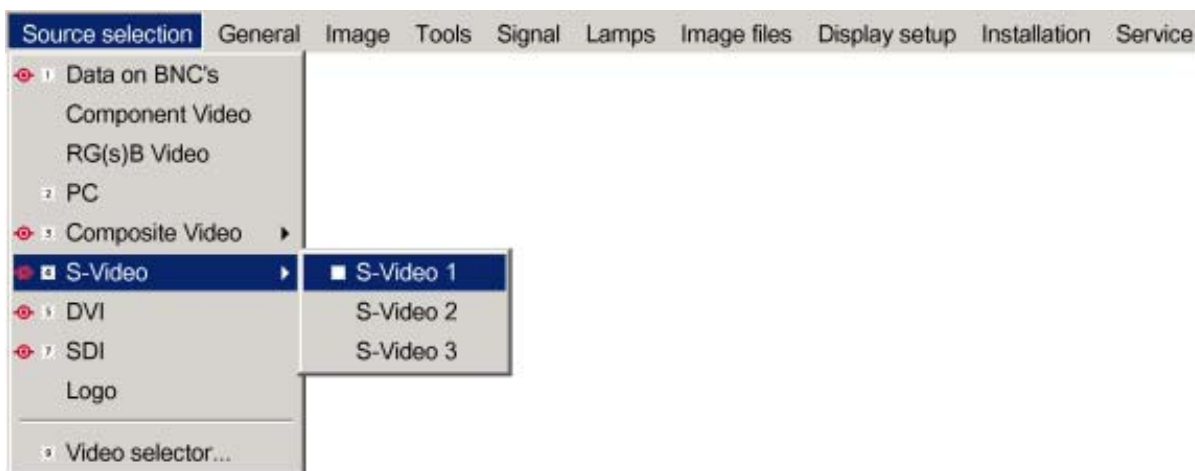 Source selection General Image Tools Signal Lamps Image files Display setup Installation Service
1 Data on BNC's
Component Video
RG(s)B Video
2 PC
3 Composite Video
4 S-Video
S-Video 1
5 DVI
S-Video 2
7 SDI
S-Video 3
Logo
9 Video selector...